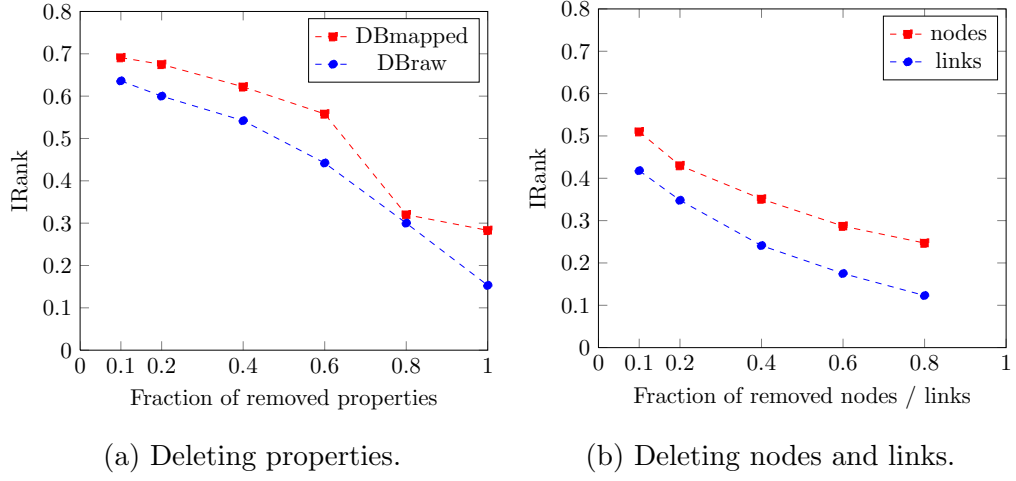 0.8
0.7
0.6
0.5
0.4
0.3
0.2
0.1
0
IRank
DBmapped
DBraw
0 0.1 0.2 0.4 0.6 0.8 1
Fraction of removed properties
(a) Deleting properties.
0.8
0.7
0.6
0.5
0.4
0.3
0.2
0.1
0
IRank
nodes
links
0 0.1 0.2 0.4 0.6 0.8 1
Fraction of removed nodes / links
(b) Deleting nodes and links.